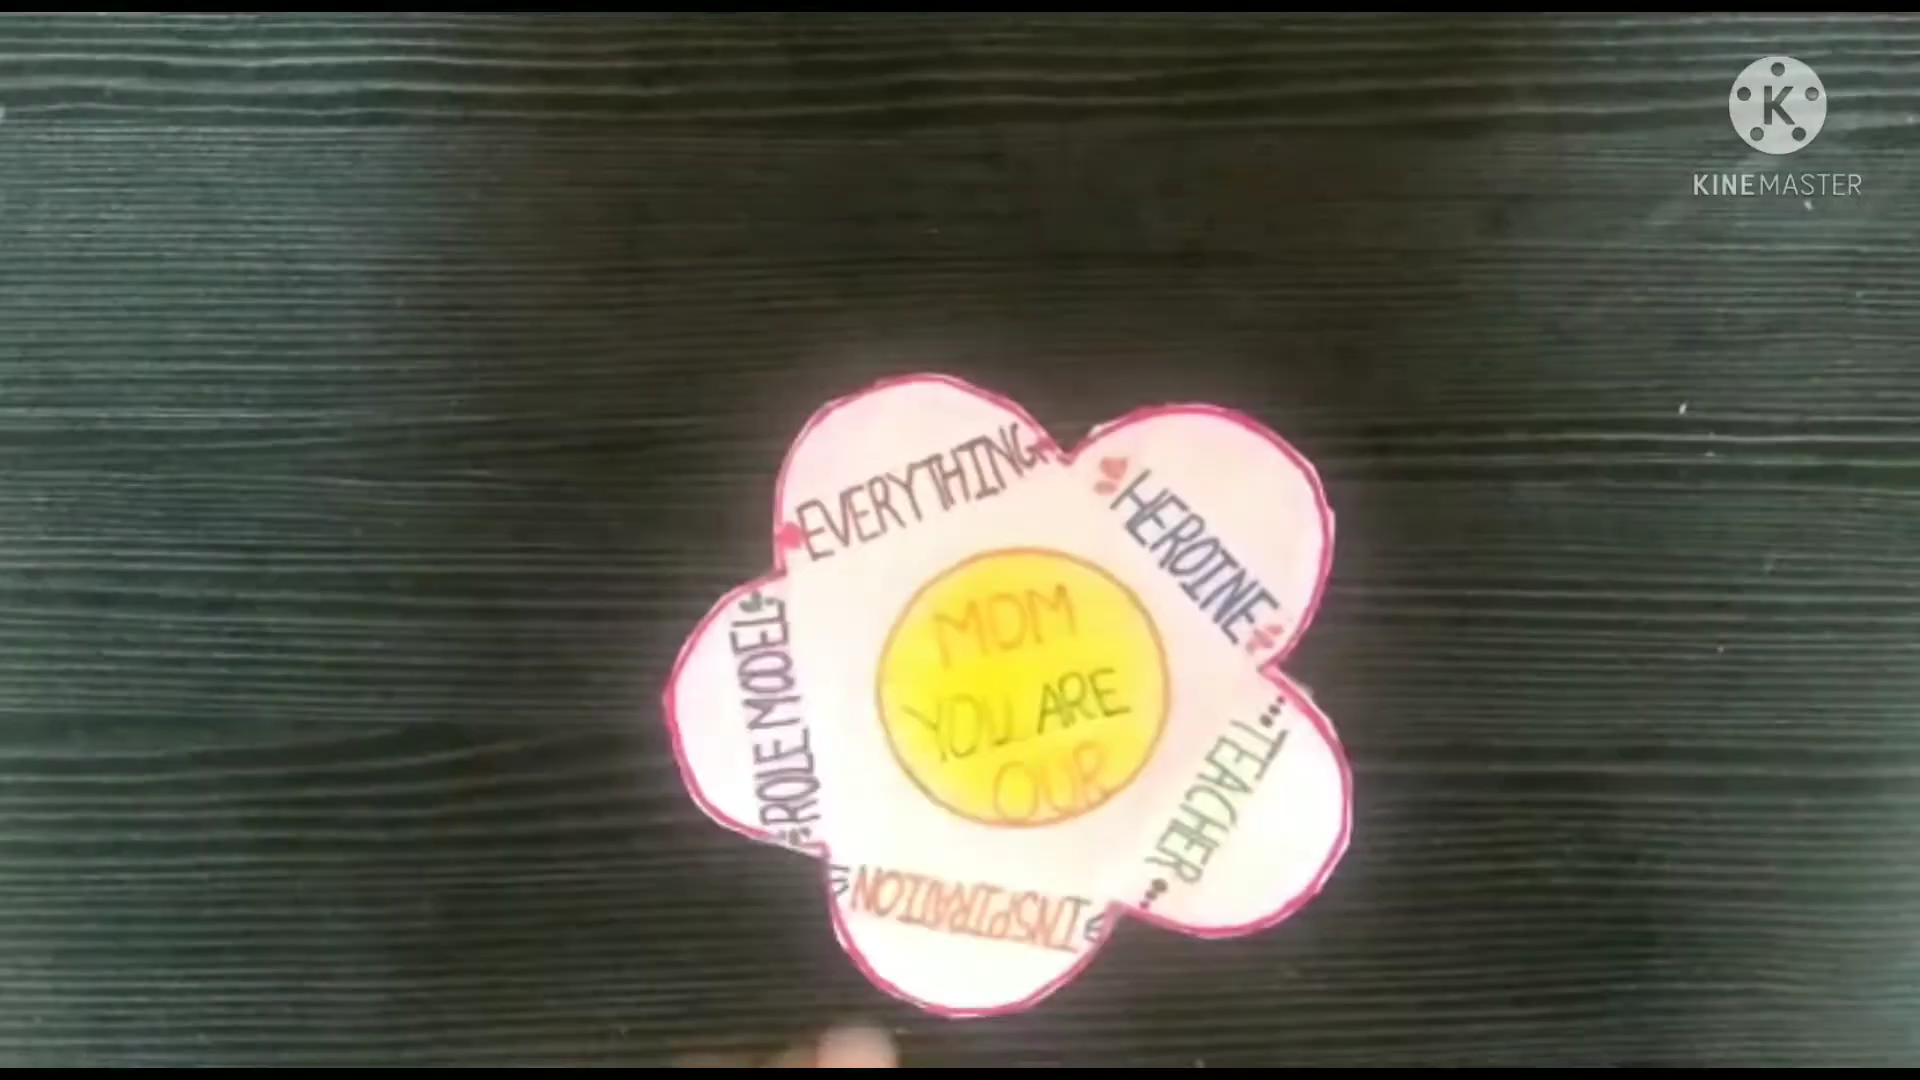 KINEMASTER
EVERYTHING
HEROINE
TEACHER
INSPIRATION
ROLE MODEL
MOM
YOU ARE
OUR